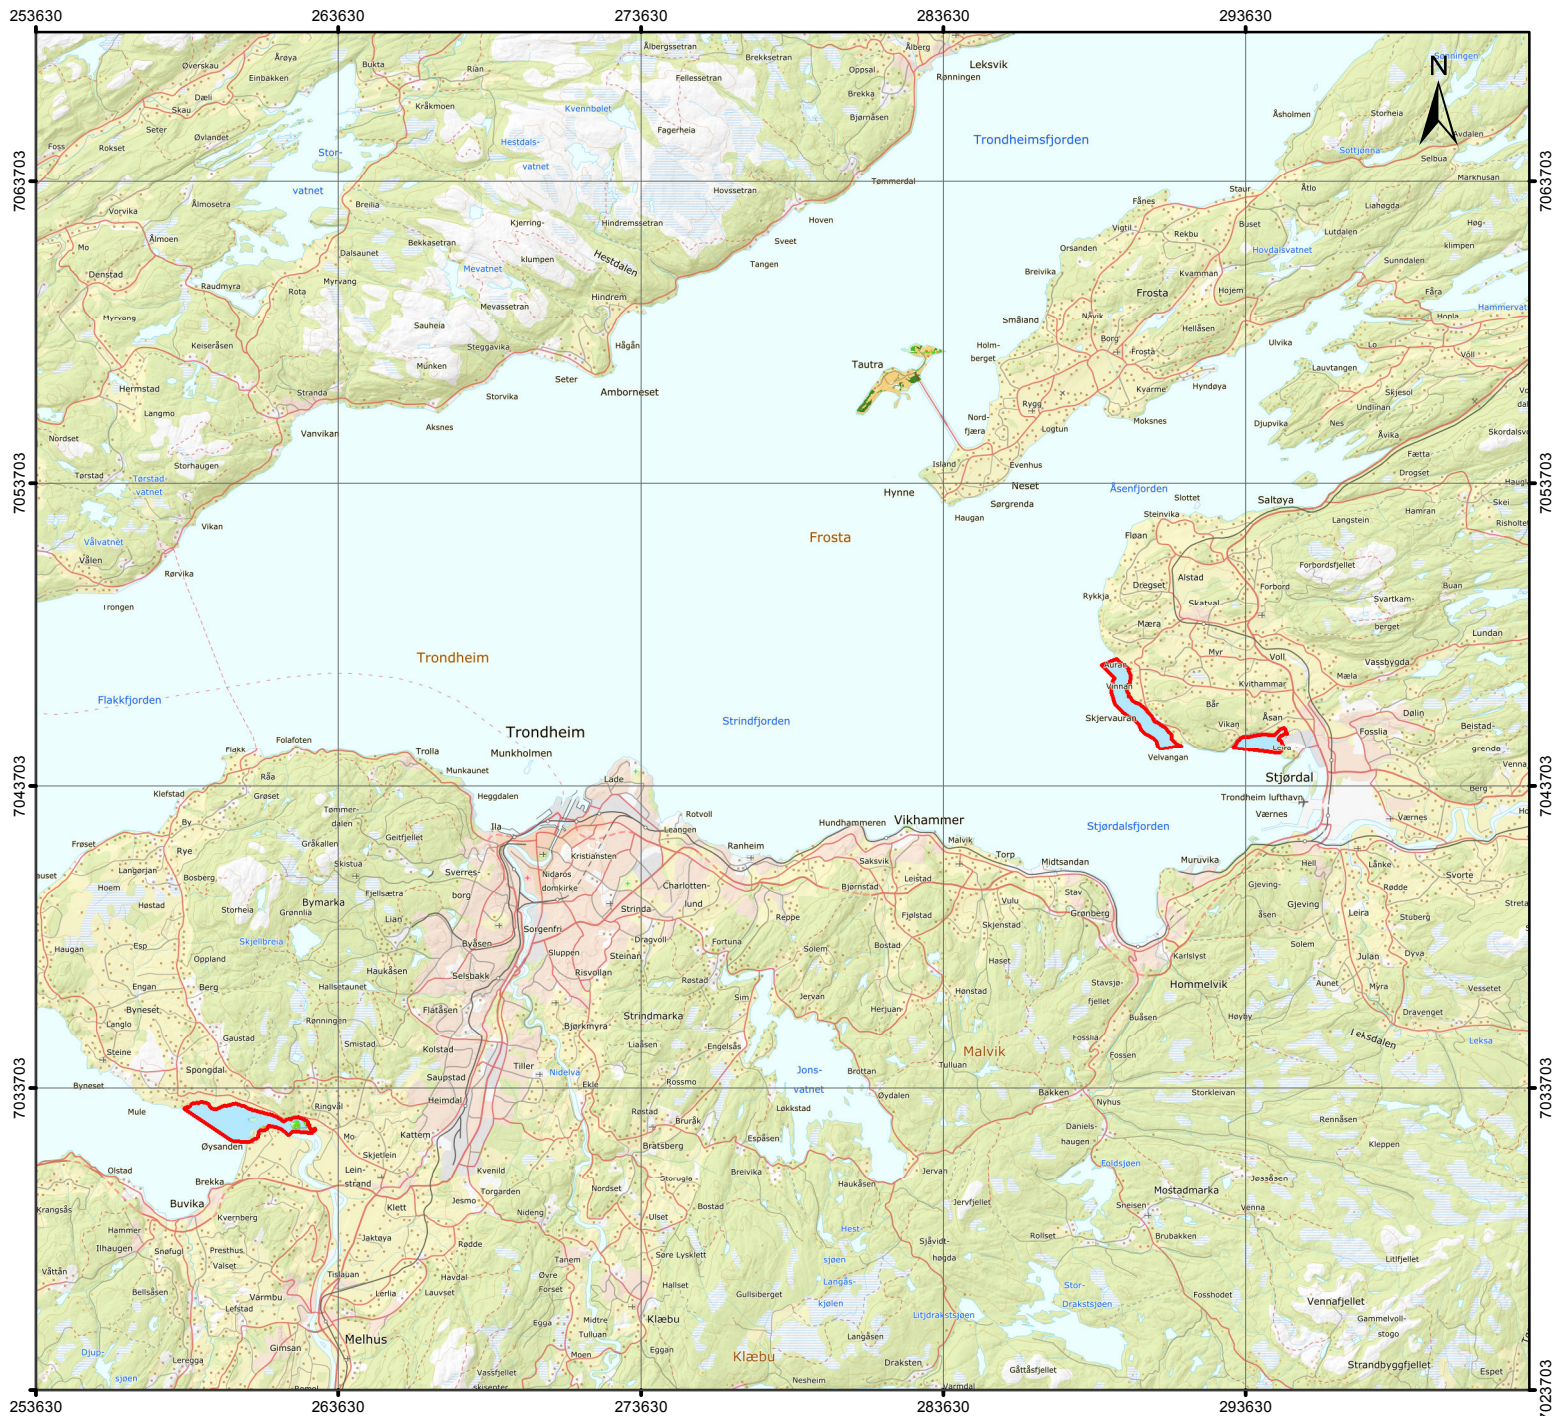 253630 263630 273630 283630 293630
Årøya
Øverskau
Einbakken
Bukta
Rian
Ålbergssetran
Brekksetran
Fellessetran
Ålberg
Leksvik
Oppsal
Rønningen
Brekka
Bjørnåsen
N
Dæli
Skau
Seter
Øvlandet
Kråkmoen
Kvennbølet
Fagerheia
Åsholmen
Storheia
Avdalen
Foss
Rokset
Stor-
vatnet
Hestdals-
vatnet
Trondheimsfjorden
Sottjønna
Selbua
Markhusan
7063703
7063703
Tømmerdal
Hovssetran
Staur
Åtlo
Vorvika
Ålmosetra
Breilia
Fånes
Liahøgda
Mo
Ålmoen
Kjerring-
klumpen
Hindremssetran
Hoven
Vigtil
Rekbu
Buset
Lutdalen
Høg-
klimpen
Bekkasetran
Sveet
Orsanden
Hovdalsvatnet
Sunndalen
Dalsaunet
Denstad
Mevatnet
Hestdalen
Tangen
Breivika
Kvamman
Raudmyra
Rota
Myrvang
Hindrem
Frosta
Hojem
Fåra
Mevassetran
Hammervat
Myrvang
Sauheia
Småland
Nåvik
Hopla
Keiseråsen
Steggavika
Hågån
Holm-
berget
Borg
Hellåsen
Ulvika
Lo
Frosta
Voll
Munken
Tautra
Lauvtangen
Hermstad
Seter
Amborneset
Kvarme
Hyndøya
Skjesol
Stranda
Storvika
Rygg
Undlinan
Langmo
Nord-
fjæra
Moksnes
Djupvika
Nes
Nordset
Vanvikan
Aksnes
Logtun
Åvika
Skordalsv
Storhaugen
Island
Evenhus
Fætta
Tørstad
Tørstad-
vatnet
Drogset
7053703
7053703
Hynne
Neset
Åsenfjorden
Slottet
Saltøya
Sørgrenda
Skei
Haugan
Steinvika
Langstein
Hamran
Risholtet
Vikan
Frosta
Fløan
Vålvatnet
Vålen
Forbordsfjellet
Rørvika
Dregset
Alstad
Forbord
Buan
Trongen
Rykkja
Skatval
Svartkam-
berget
Mæra
Lundan
Trondheim
Myr
Voll
Vassbygda
Auran
Mæla
Vinnan
Kvithammar
Flakkfjorden
Bår
Skjervauran
Strindfjorden
Vikan
Åsan
Dølin
Beistad-
grenda
Trondheim
Folafoten
Fosslia
Flakk
Trolla
Munkholmen
Leira
Velvangan
Venna
Råa
Munkaunet
Lade
Stjørdal
7043703
7043703
Berg
Klefstad
Grøset
Heggdalen
Trondheim lufthavn
Værnes
Værnes
Tømmer-
dalen
Rotvoll
By
Ila
Leangen
Hundhammeren
Vikhammer
Stjørdalsfjorden
Geitfjellet
Frøset
Rye
Gråkallen
Ranheim
Malvik
Kristiansten
Torp
Midtsandan
Muruvika
Hell
Skistua
Saksvik
Lånke
Langørjan
Bosberg
Sverres-
borg
Nidaros
domkirke
Svorte
Hoem
Fjellsætra
Charlotten-
lund
Bjørnstad
Leistad
Stav
Gjeving-
åsen
Rødde
Høstad
Storheia
Grønnlia
Bymarka
Vulu
Gjeving
Strinda
Grønberg
Leira
Lian
Reppe
Fjølstad
Stuberg
Skjenstad
Skjellbreia
Sorgenfri
Haugan
Esp
Byåsen
Dragvoll
Fortuna
Solem
Bostad
Solem
Sluppen
Steinan
Karlslyst
Julan
Dyva
Oppland
Haset
Haukåsen
Selsbakk
Risvollan
Røstad
Engan
Berg
Hallsetaunet
Hønstad
Stavsjø-
fjellet
Hommelvik
Aunet
Myra
Vessetet
Sim
Jervan
Byneset
Flatåsen
Strindmarka
Herjuan
Høyby
Dravenget
Langlo
Rønningen
Bjørkmyra
Buåsen
Gaustad
Smistad
Liaåsen
Engelsås
Fosslia
Leksdalen
Leksa
Steine
Kolstad
Malvik
Fossen
Spongdal
Tiller
Nidelva
Jons-
vatnet
Brottan
Tulluan
Saupstad
Ekle
Rossmo
7033703
7033703
Byneset
Heimdal
Øydalen
Bakken
Storkleivan
Mule
Ringvål
Røstad
Bruråk
Løkkstad
Nyhus
Rennåsen
Kattem
Daniels-
haugen
Mo
Bratsberg
Espåsen
Kleppen
Øysanden
Skjetlein
Olstad
Lein-
strand
Kvenild
Breivika
Jervan
Foldsjøen
Brekka
Torgarden
Nordset
Haukåsen
Mostadmarka
Buvika
Jesmo
Bostad
Jervfjellet
Sneisen
Venna
Krangsås
Klett
Nideng
Kvernberg
Ulset
Hammer
Hest-
sjøen
Rollset
Brubakken
Jaktøya
Sjåvidt-
høgda
Ilhaugen
Snøfugl
Presthus
Rødde
Tanem
Søre Lysklett
Litlfjellet
Valset
Våttån
Tislauan
Havdal
Øvre
Forset
Hallset
Langås-
kjølen
Stor-
Drakstsjøen
Bellsåsen
Varmbu
Lerlia
Lauvset
Gullsiberget
Fosshodet
Vennafjellet
Lefstad
Litjdrakstsjøen
Egga
Midtre
Tulluan
Klæbu
Gammelvoll-
stogo
Melhus
Langåsen
Gimsan
Eggan
Djup-
sjøen
Leregga
Moen
Klæbu
Draksten
Gåttåsfjellet
Strandbyggfjellet
Vassfjellet
Nesheim
Espet
Varmdal
7023703
253630 263630 273630 283630 293630